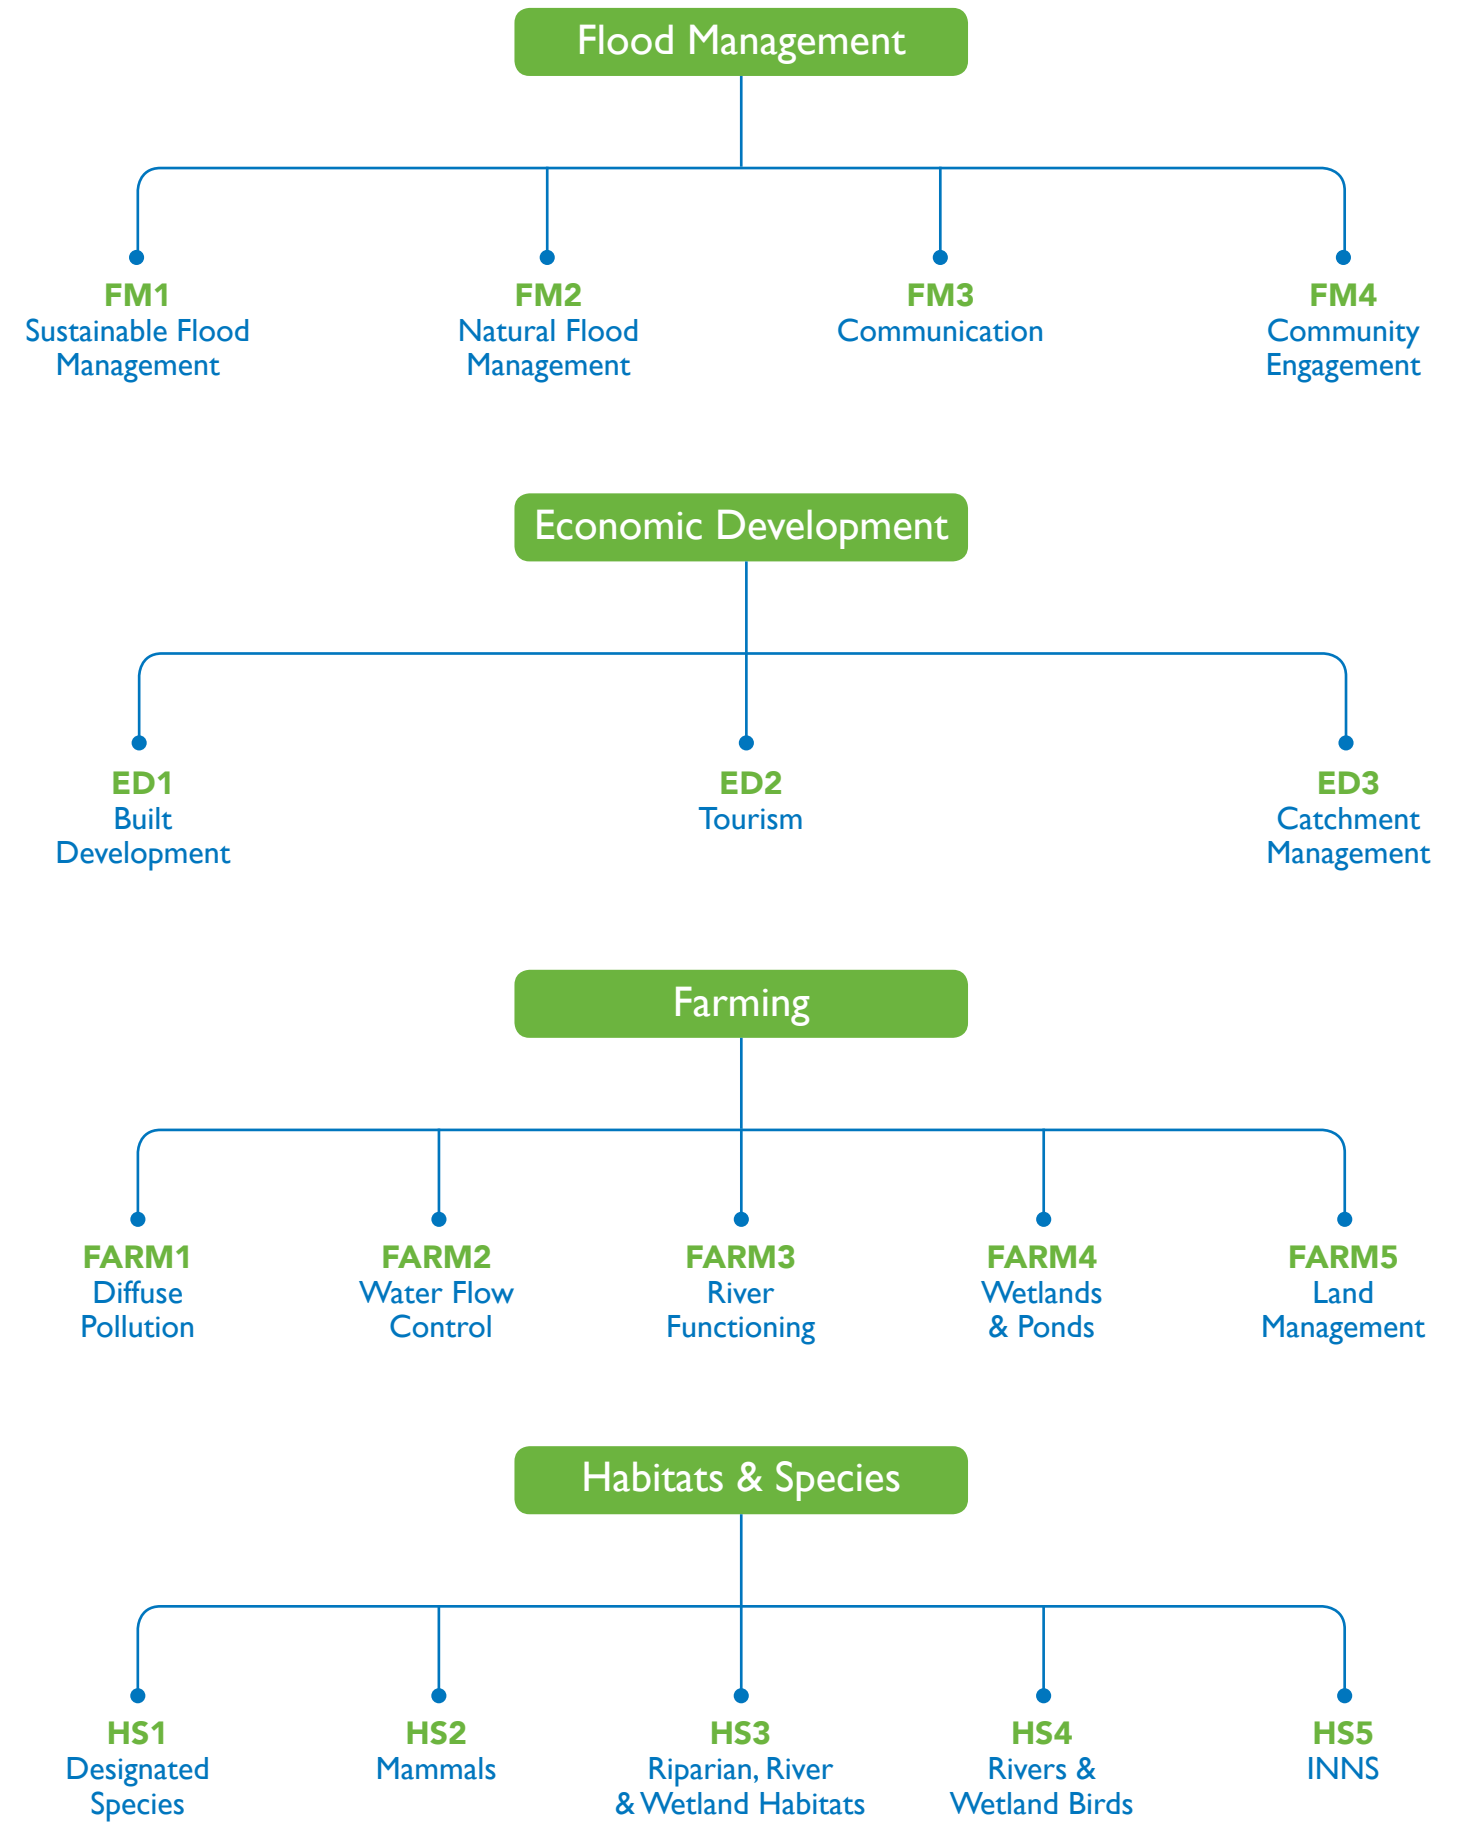 Flood Management
FM1
Sustainable Flood
Management
FM2
Natural Flood
Management
FM3
Communication
FM4
Community
Engagement
Economic Development
ED1
Built
Development
ED2
Tourism
ED3
Catchment
Management
Farming
FARM1
Diffuse
Pollution
FARM2
Water Flow
Control
FARM3
River
Functioning
FARM4
Wetlands
& Ponds
FARM5
Land
Management
Habitats & Species
HS1
Designated
Species
HS2
Mammals
HS3
Riparian, River
& Wetland Habitats
HS4
Rivers &
Wetland Birds
HS5
INNS